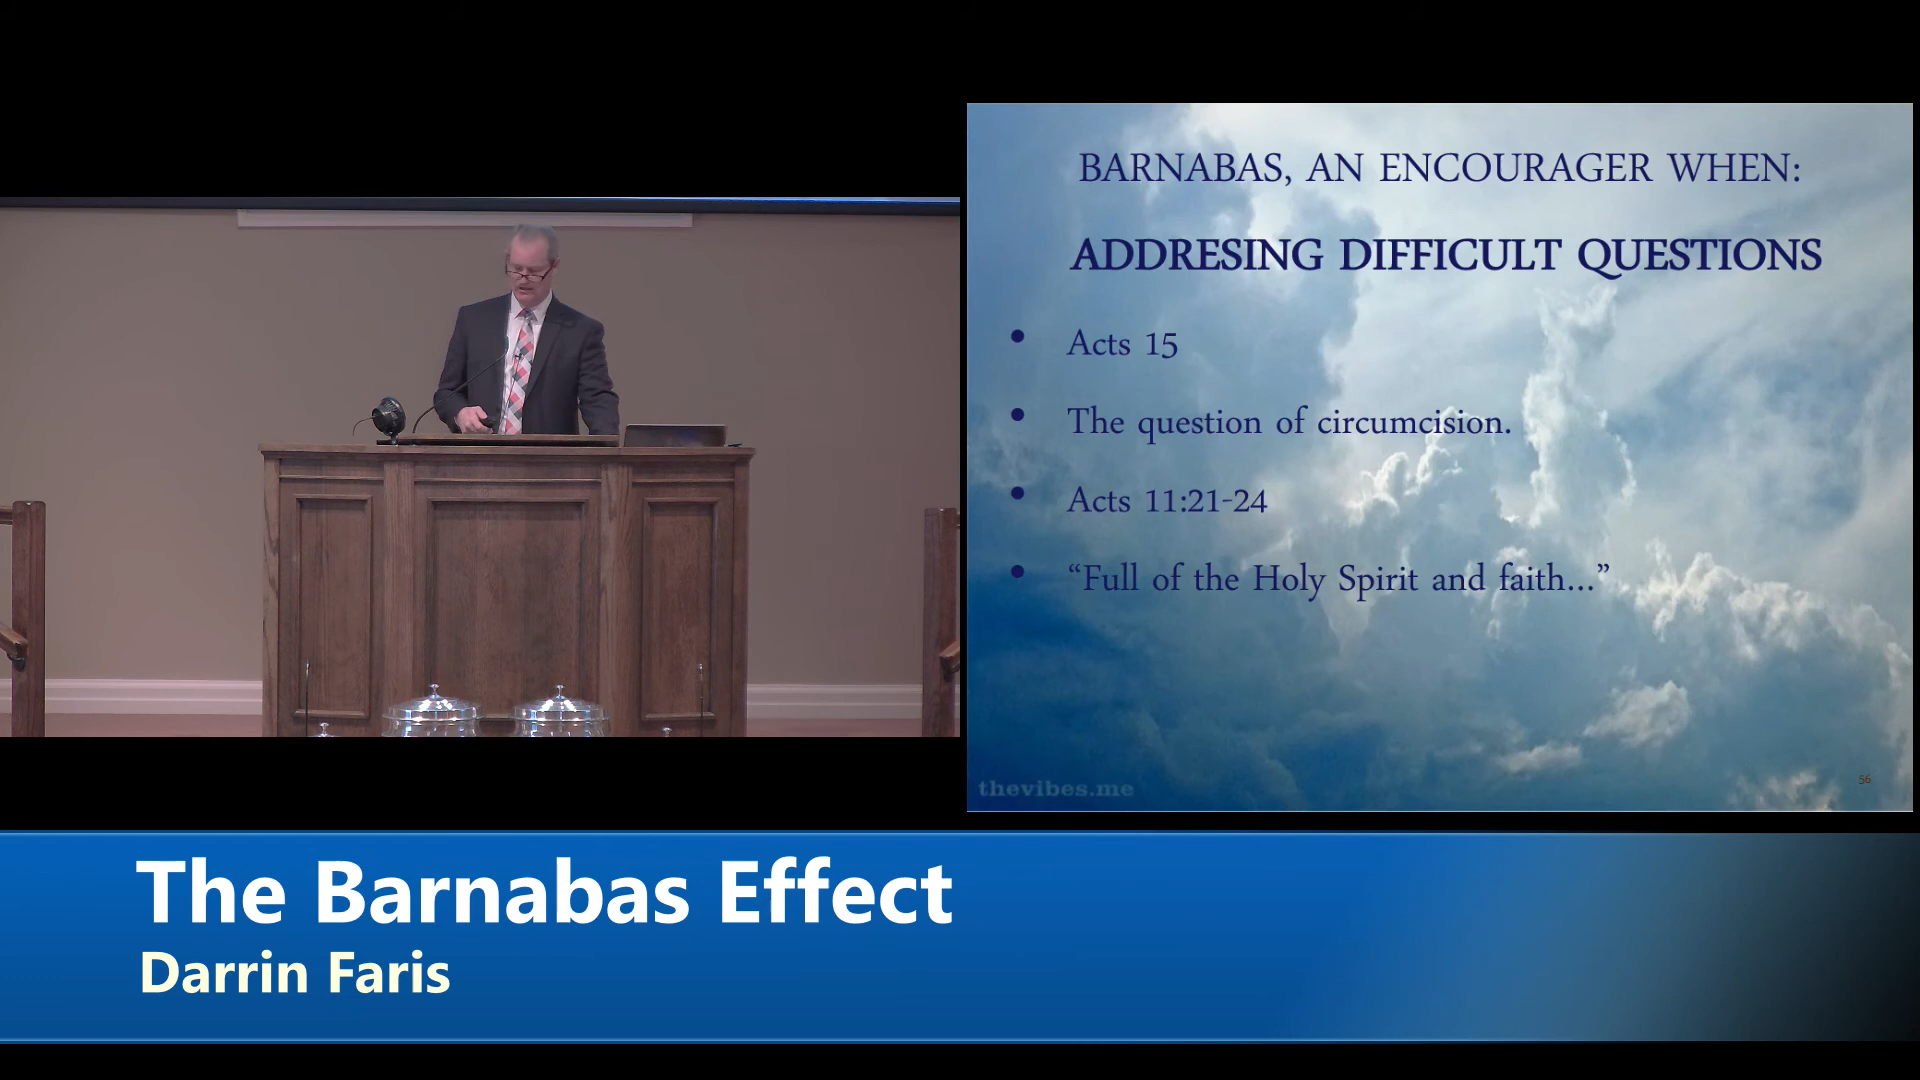 BARNABAS, AN ENCOURAGER WHEN:
ADDRESING DIFFICULT QUESTIONS
• Acts 15
• The question of circumcision.
• Acts 11:21-24
• “Full of the Holy Spirit and faith...”
thevibes.me
56
The Barnabas Effect
Darrin Faris